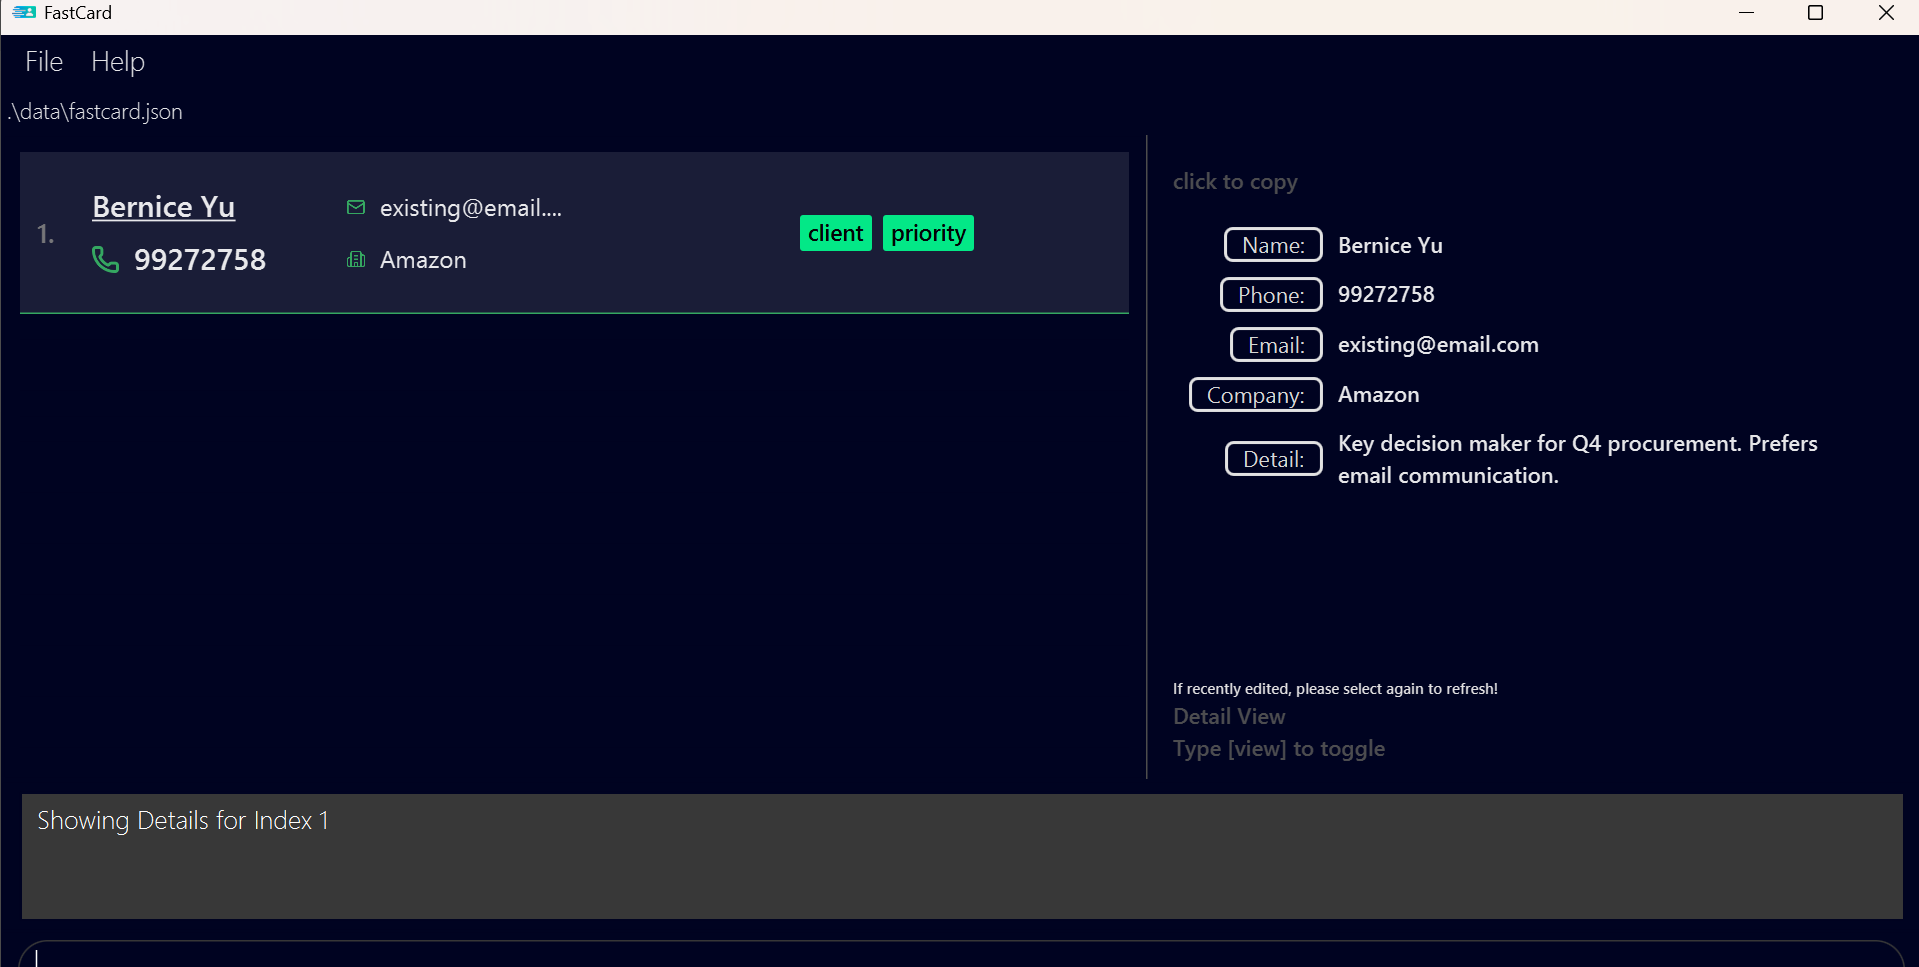 FastCard
File Help
.\data\fastcard.json
1.
Bernice Yu
99272758
existing@email....
Amazon
client priority
click to copy
Name: Bernice Yu
Phone: 99272758
Email: existing@email.com
Company: Amazon
Detail: Key decision maker for Q4 procurement. Prefers
email communication.
If recently edited, please select again to refresh!
Detail View
Type [view] to toggle
Showing Details for Index 1